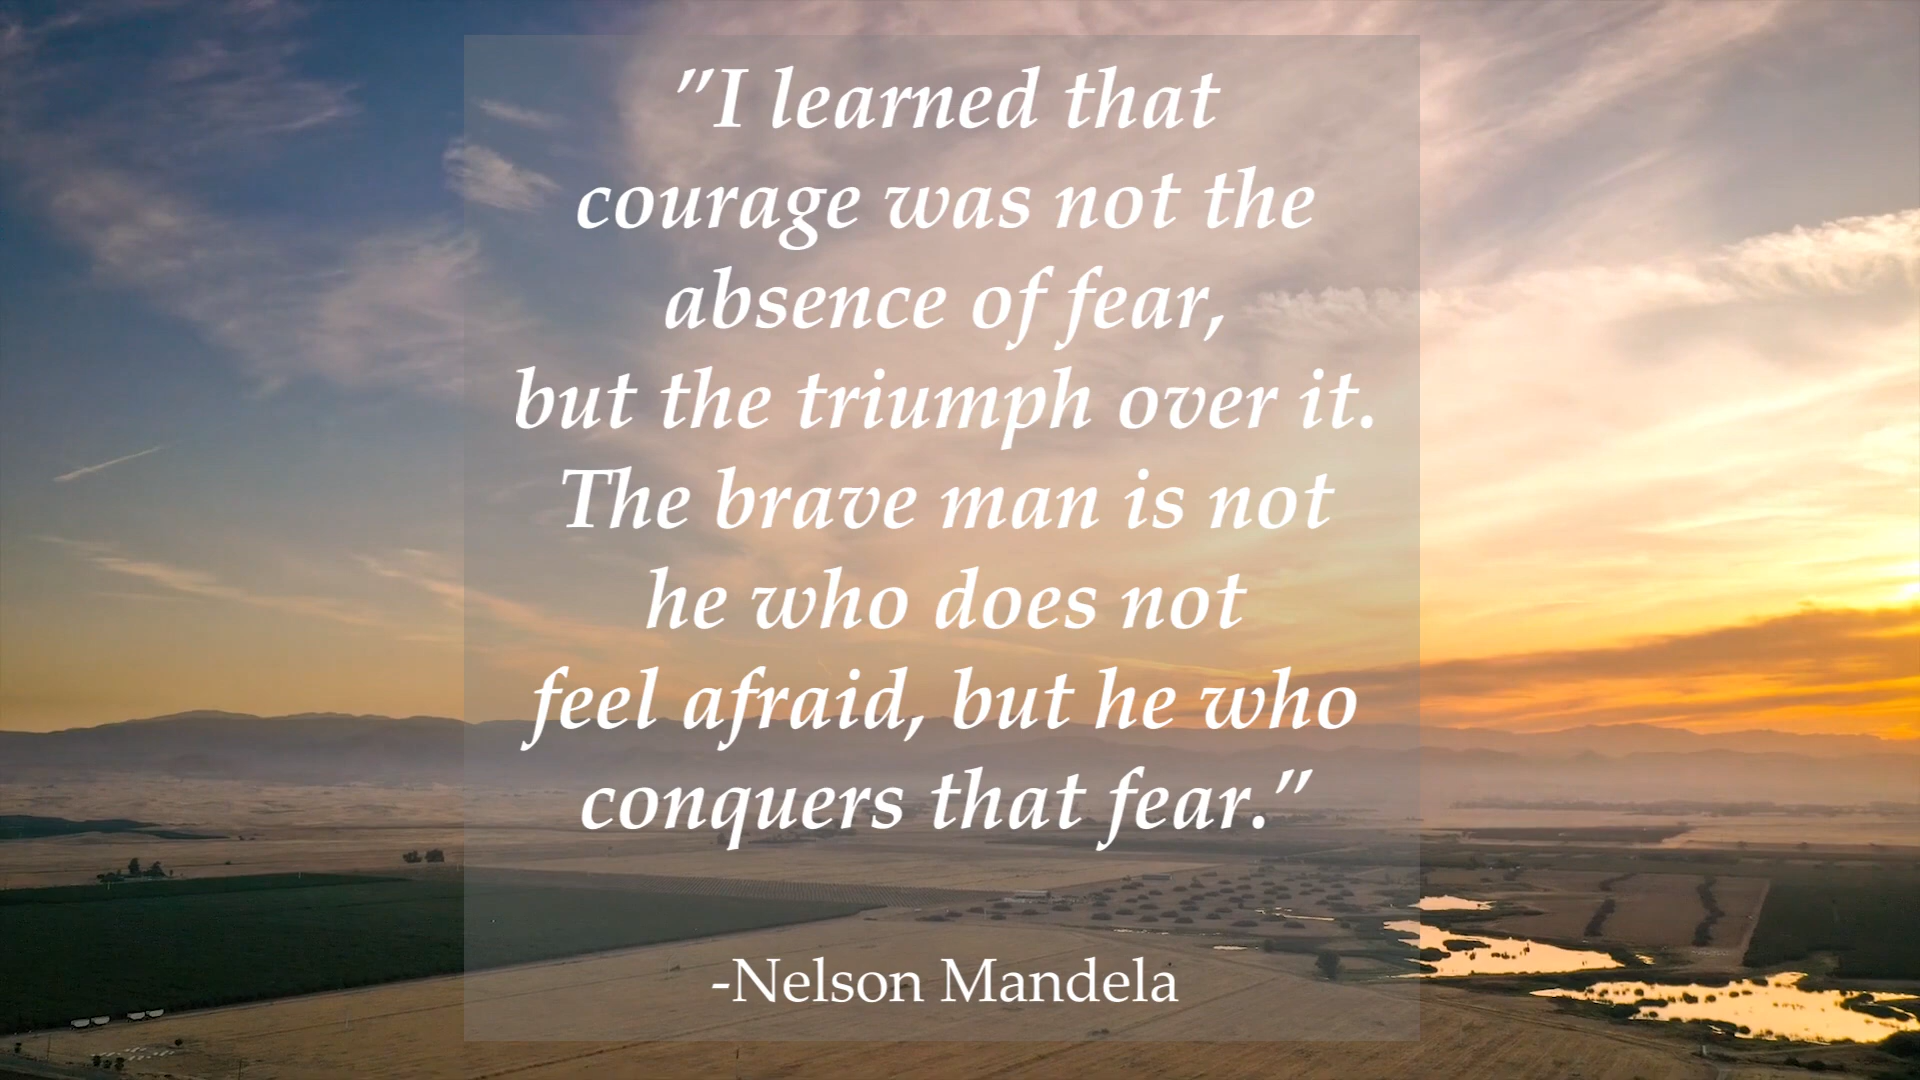 "I learned that
courage was not the
absence of fear,
but the triumph over it.
The brave man is not
he who does not
feel afraid, but he who
conquers that fear."
-Nelson Mandela